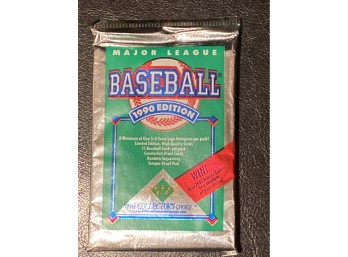 MAJOR LEAGUE
BASEBALL
1990 EDITION
A Minimum of One 3-D Team Logo Hologram per pack!
Limited Edition, High Quality Cards
15 Baseball Cards per pack
Counterfeit-Proof Cards
Random Sequencing
Tamper-Proof Pack
WIN!
THE COLLECTOR'S CHOICE